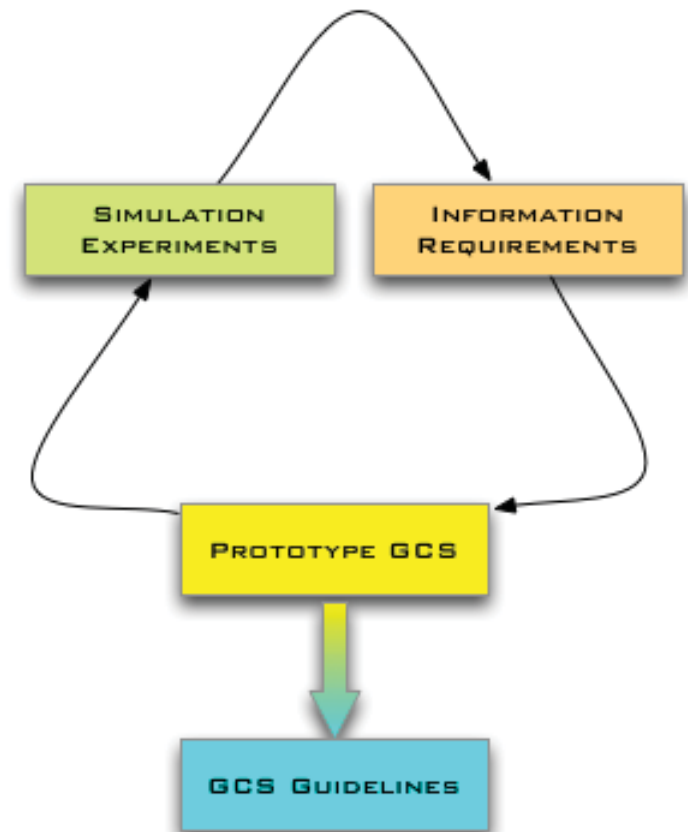 Simulation
Experiments
Information
Requirements
Prototype GCS
GCS Guidelines